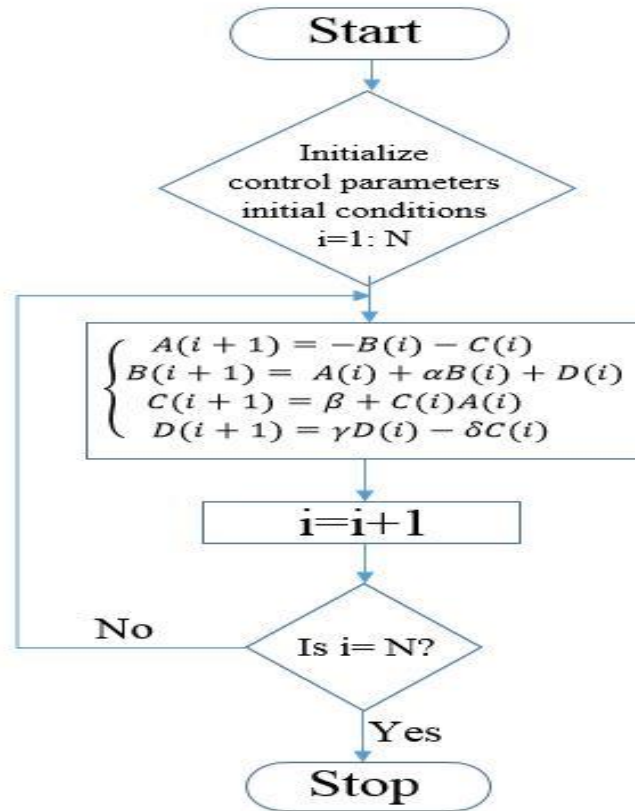 Start
Initialize
control parameters
initial conditions
i=1: N
A(i + 1) = −B(i) − C(i)
B(i + 1) = A(i) + αB(i) + D(i)
C(i + 1) = β + C(i)A(i)
D(i + 1) = γD(i) − δC(i)
i=i+1
Is i= N?
No
Yes
Stop